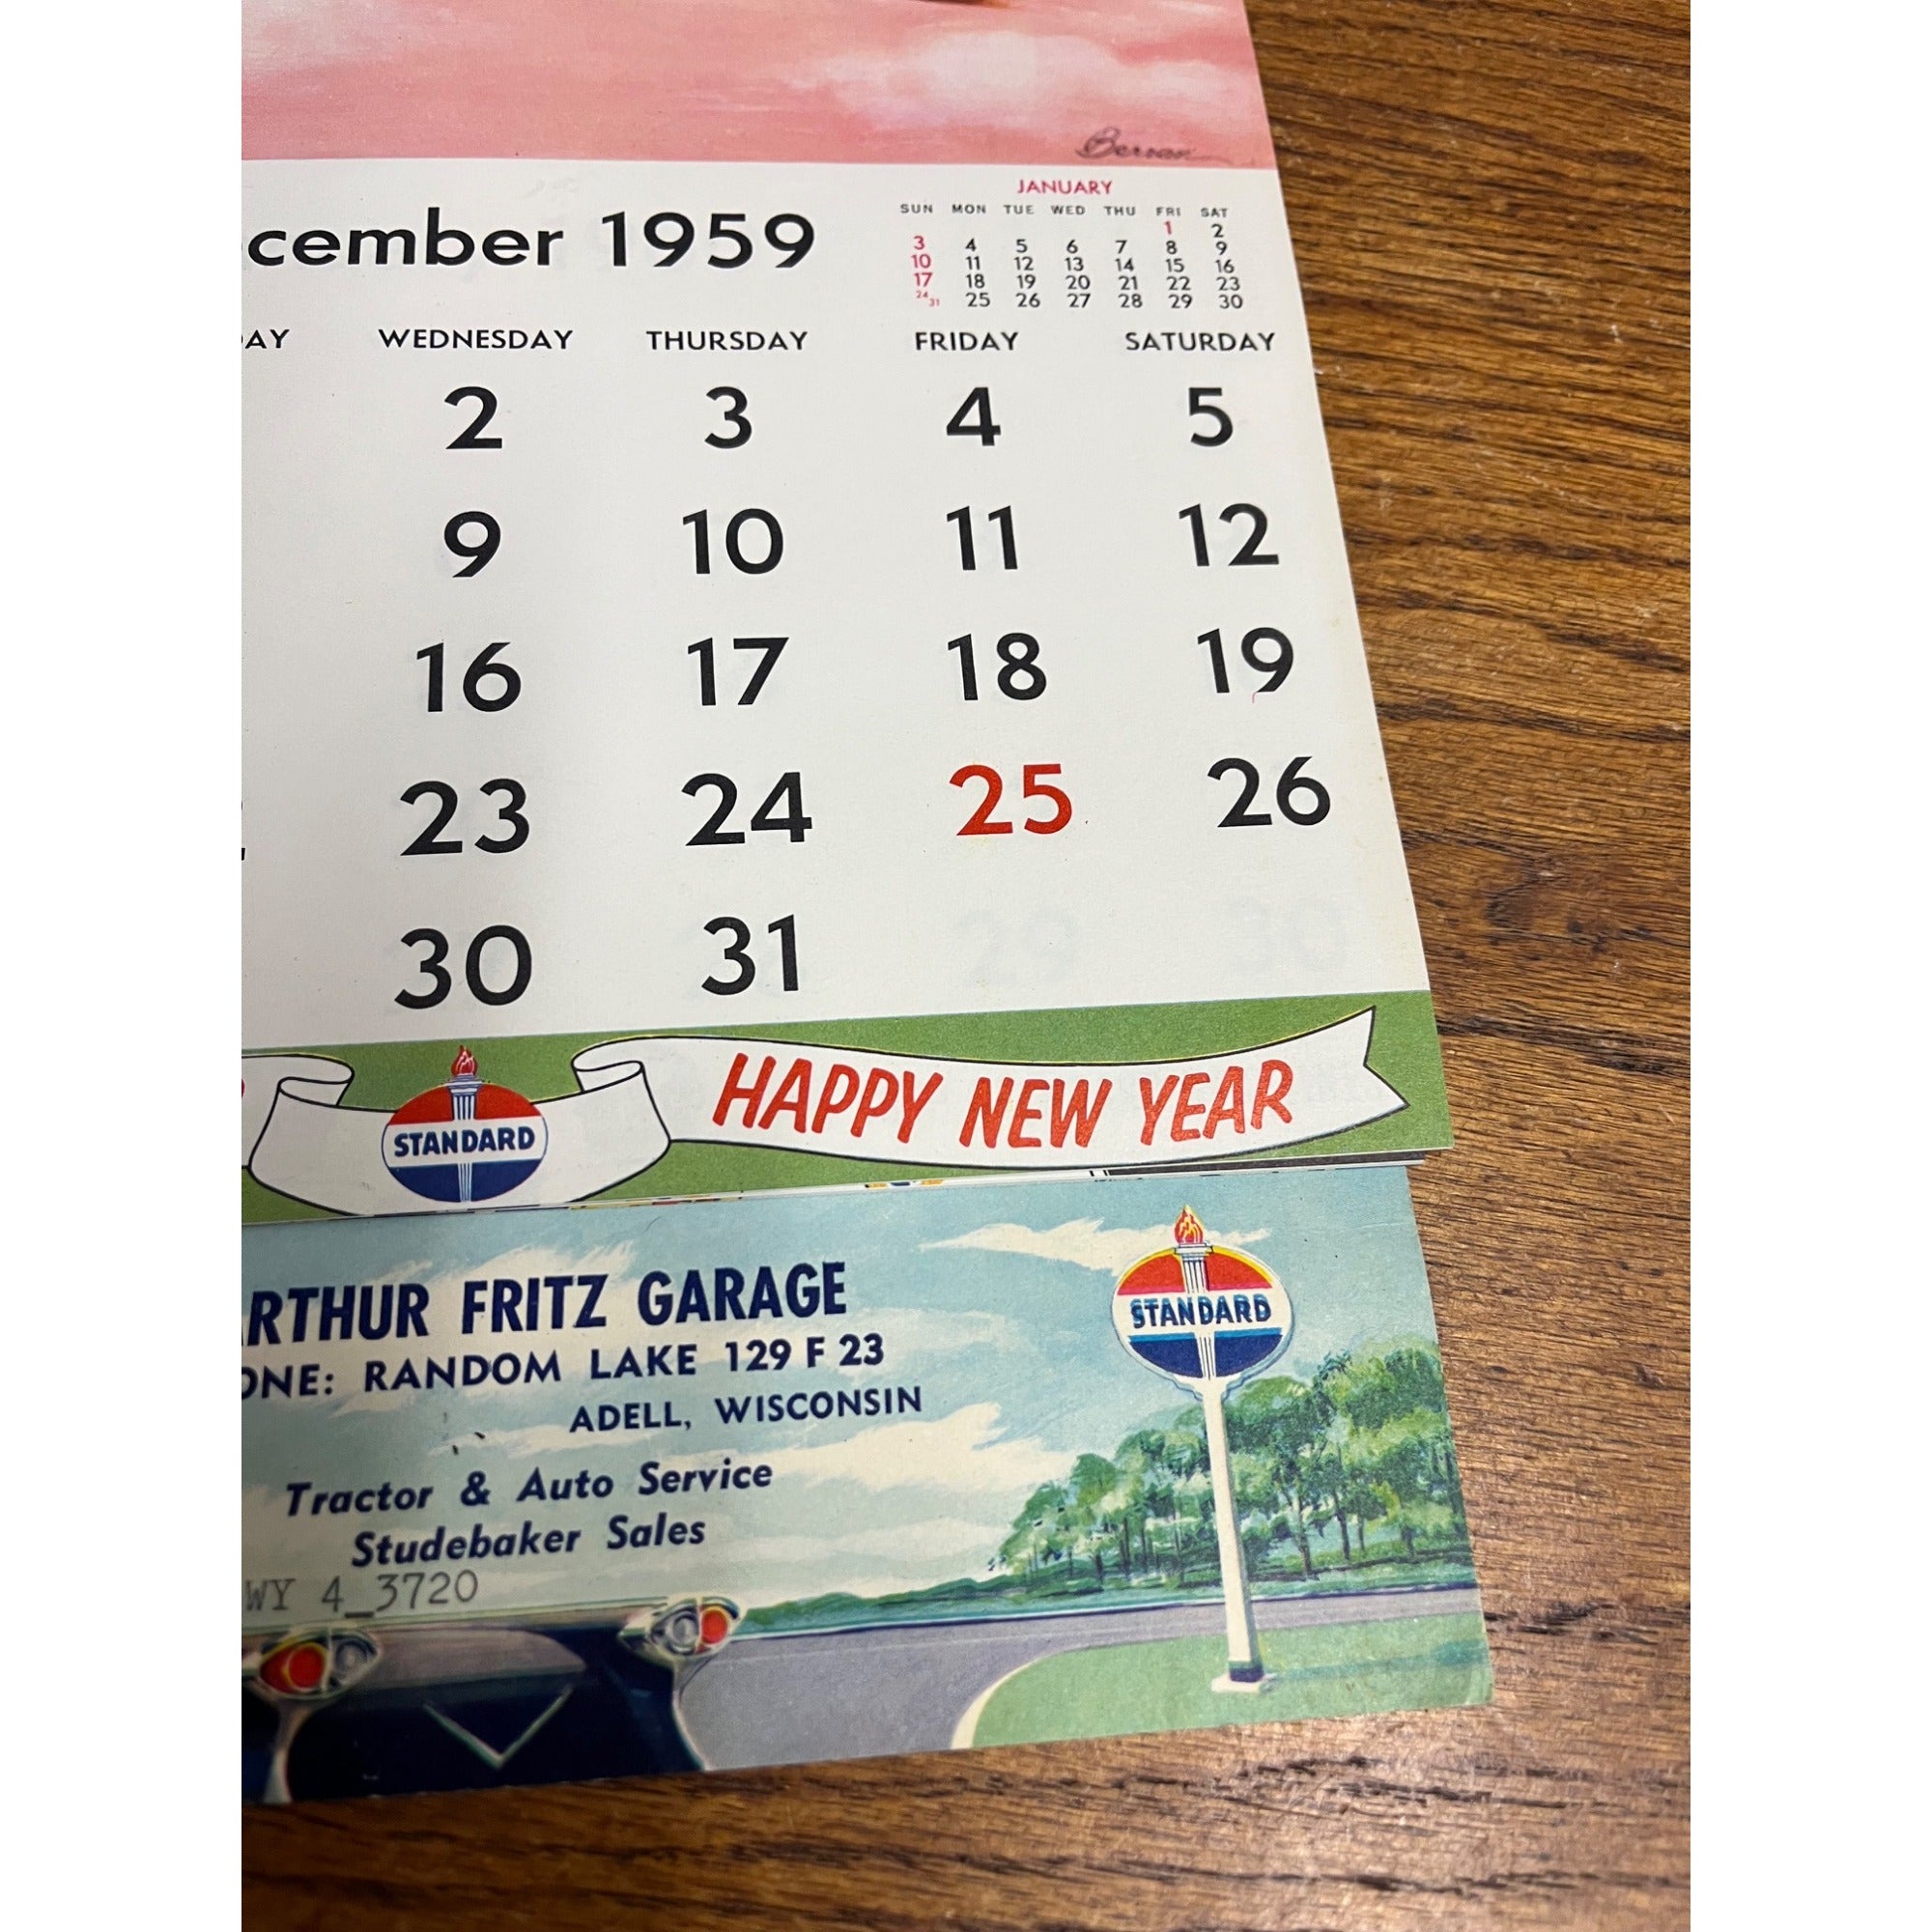 JANUARY
SUN MON TUE WED THU FRI SAT
1 2
3 4 5 6 7 8 9
10 11 12 13 14 15 16
17 18 19 20 21 22 23
24 31 25 26 27 28 29 30
cember 1959
AY WEDNESDAY THURSDAY FRIDAY SATURDAY
2 3 4 5
9 10 11 12
16 17 18 19
23 24 25 26
30 31
29 30
STANDARD
HAPPY NEW YEAR
RTHUR FRITZ GARAGE
ONE: RANDOM LAKE 129 F 23
ADELL, WISCONSIN
Tractor & Auto Service
Studebaker Sales
WY 4_3720
STANDARD